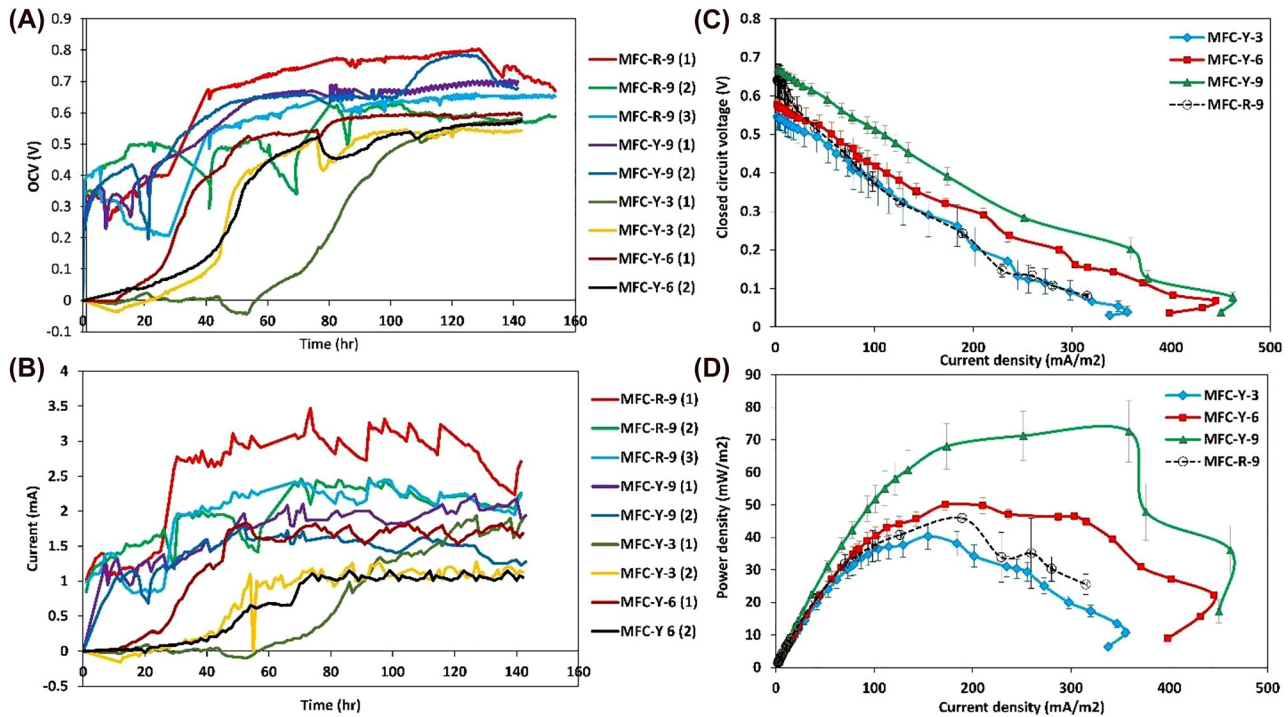 (A)
0.9
0.8
0.7
0.6
0.5
0.4
0.3
0.2
0.1
0
-0.1
OCV (V)
0 20 40 60 80 100 120 140 160
Time (hr)
MFC-R-9 (1)
MFC-R-9 (2)
MFC-R-9 (3)
MFC-Y-9 (1)
MFC-Y-9 (2)
MFC-Y-3 (1)
MFC-Y-3 (2)
MFC-Y-6 (1)
MFC-Y-6 (2)
(B)
4
3.5
3
2.5
2
1.5
1
0.5
0
-0.5
Current (mA)
0 20 40 60 80 100 120 140 160
Time (hr)
MFC-R-9 (1)
MFC-R-9 (2)
MFC-R-9 (3)
MFC-Y-9 (1)
MFC-Y-9 (2)
MFC-Y-3 (1)
MFC-Y-3 (2)
MFC-Y-6 (1)
MFC-Y 6 (2)
(C)
0.8
0.7
0.6
0.5
0.4
0.3
0.2
0.1
0.0
Closed circuit voltage (V)
0 100 200 300 400 500
Current density (mA/m2)
MFC-Y-3
MFC-Y-6
MFC-Y-9
MFC-R-9
(D)
90
80
70
60
50
40
30
20
10
0
Power density (mW/m2)
0 100 200 300 400 500
Current density (mA/m2)
MFC-Y-3
MFC-Y-6
MFC-Y-9
MFC-R-9